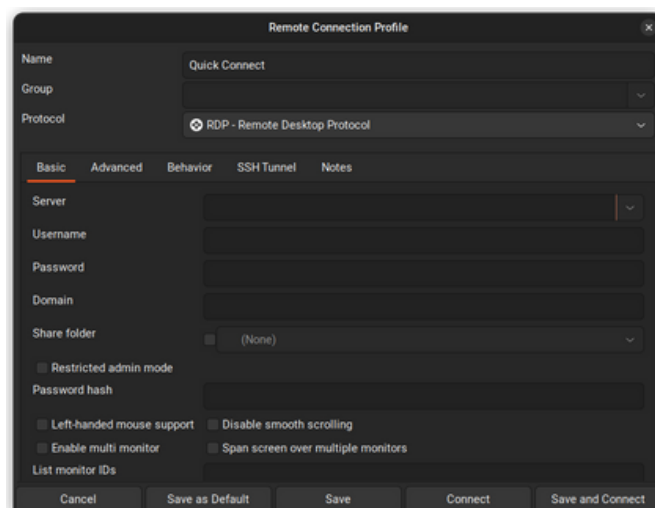 Remote Connection Profile
Name
Quick Connect
Group
Protocol
RDP - Remote Desktop Protocol
Basic Advanced Behavior SSH Tunnel Notes
Server
Username
Password
Domain
Share folder
(None)
Restricted admin mode
Password hash
Left-handed mouse support Disable smooth scrolling
Enable multi monitor Span screen over multiple monitors
List monitor IDs
Cancel Save as Default Save Connect Save and Connect